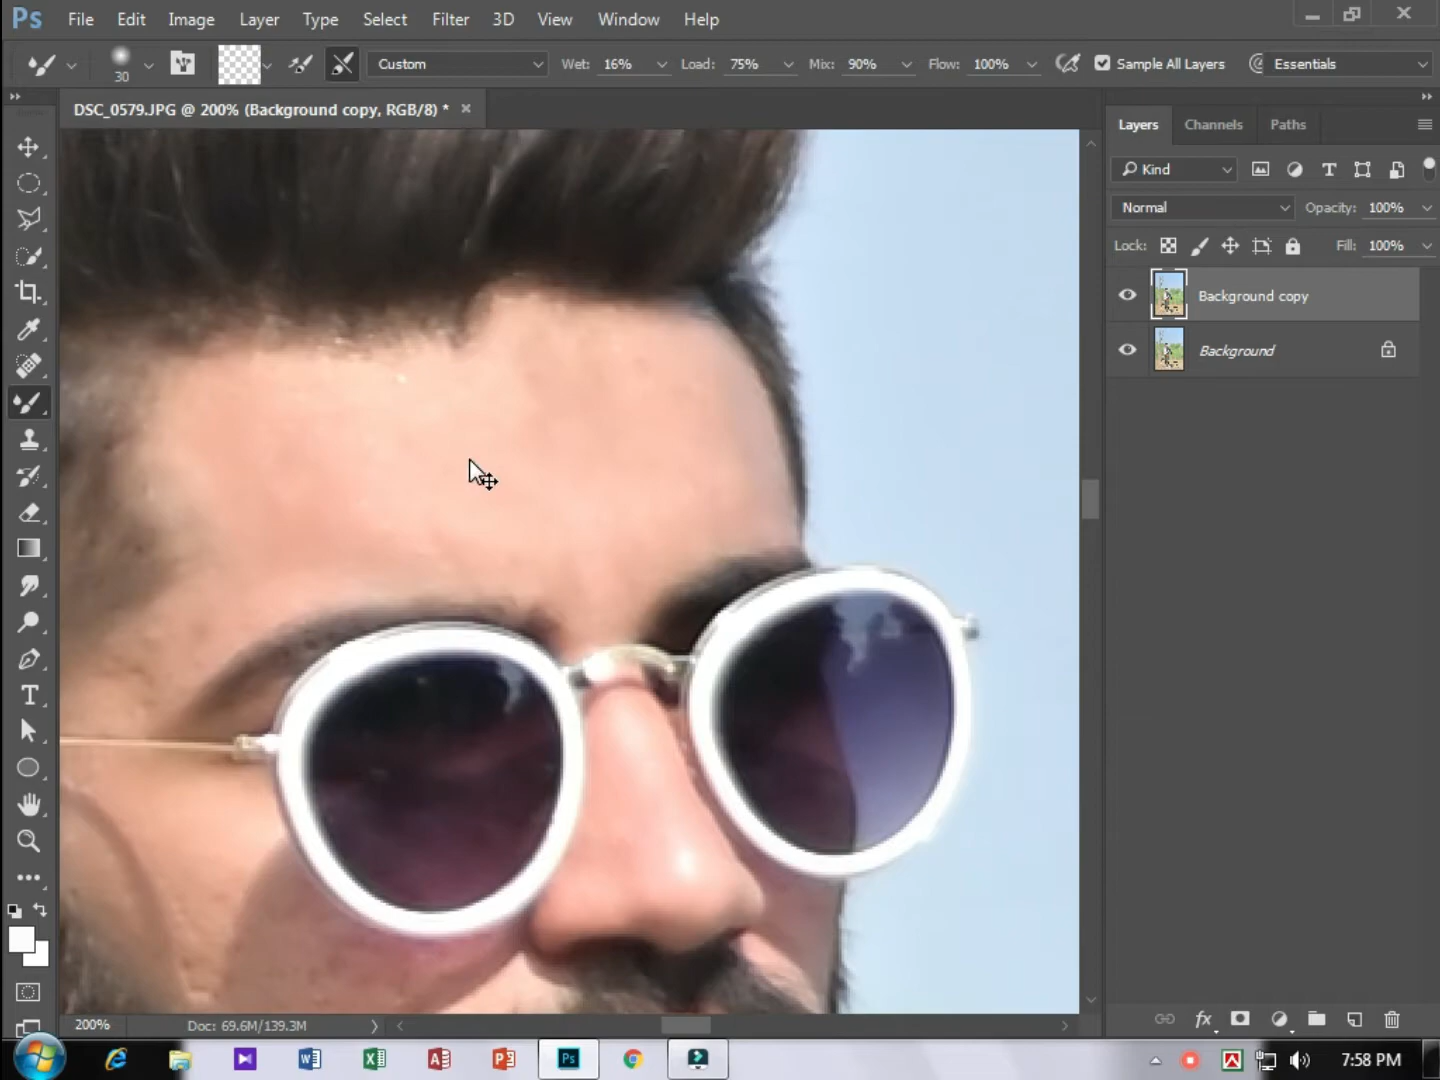 Ps File Edit Image Layer Type Select Filter 3D View Window Help
30 Custom Wet: 16% Load: 75% Mix: 90% Flow: 100% Sample All Layers Essentials
DSC_0579.JPG @ 200% (Background copy, RGB/8) *
Layers Channels Paths
Kind
Normal Opacity: 100%
Lock: Fill: 100%
Background copy
Background
200% Doc: 69.6M/139.3M
7:58 PM